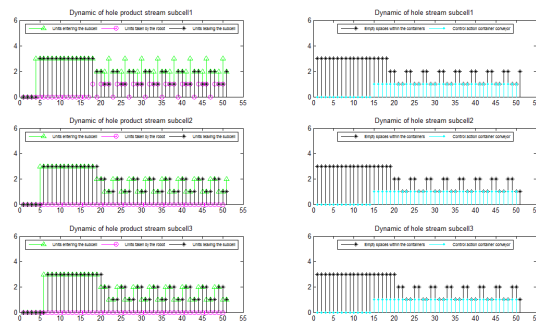 Dynamic of hole product stream subcell1
Units entering the subcell Units taken by the robot Units leaving the subcell
6
4
2
0
0 5 10 15 20 25 30 35 40 45 50 55
Dynamic of hole stream subcell1
Empty spaces within the containers Control action container conveyor
6
4
2
0
0 5 10 15 20 25 30 35 40 45 50 55
Dynamic of hole product stream subcell2
Units entering the subcell Units taken by the robot Units leaving the subcell
6
4
2
0
0 5 10 15 20 25 30 35 40 45 50 55
Dynamic of hole stream subcell2
Empty spaces within the containers Control action container conveyor
6
4
2
0
0 5 10 15 20 25 30 35 40 45 50 55
Dynamic of hole product stream subcell3
Units entering the subcell Units taken by the robot Units leaving the subcell
6
4
2
0
0 5 10 15 20 25 30 35 40 45 50 55
Dynamic of hole stream subcell3
Empty spaces within the containers Control action container conveyor
6
4
2
0
0 5 10 15 20 25 30 35 40 45 50 55